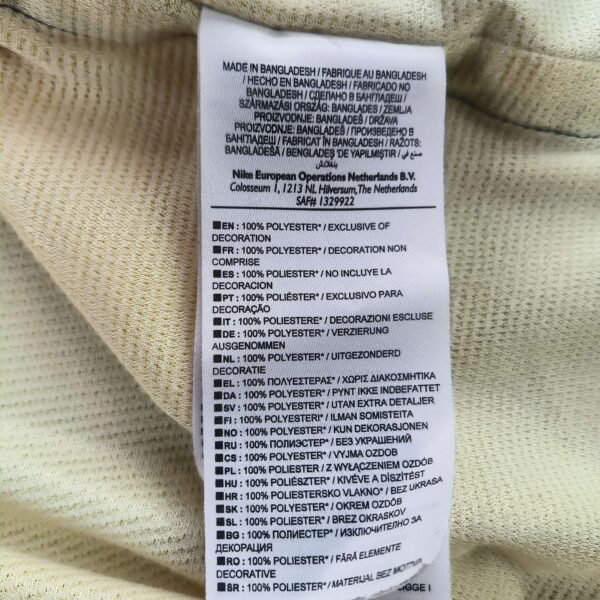 MADE IN BANGLADESH / FABRIQUE AU BANGLADESH
/ HECHO EN BANGLADESH / FABRICADO NO
BANGLADESH / СДЕЛАНО В БАНГЛАДЕШ /
SZÁRMAZÁSI ORSZÁG: BANGLADES / ZEMLJA
PROIZVODNJE: BANGLADEŠ / DRŽAVA
PROIZVODNJE: BANGLADEŠ / ПРОИЗВЕДЕНО В
БАНГЛАДЕШ / FABRICAT ÎN BANGLADESH / RAŽOTS:
BANGLADEŠĀ / BENGLADEŞ 'DE YAPILMIŞTIR / صنع في
بنغلاديش
Nike European Operations Netherlands B.V.
Colosseum 1, 1213 NL Hilversum,The Netherlands
SAF# 1329922
EN : 100% POLYESTER* / EXCLUSIVE OF
DECORATION
FR : 100% POLYESTER* / DECORATION NON
COMPRISE
ES : 100% POLIESTER* / NO INCLUYE LA
DECORACION
PT : 100% POLIÉSTER* / EXCLUSIVO PARA
DECORAÇÃO
IT : 100% POLIESTERE* / DECORAZIONI ESCLUSE
DE : 100% POLYESTER* / VERZIERUNG
AUSGENOMMEN
NL : 100% POLYESTER* / UITGEZONDERD
DECORATIE
EL : 100% ΠΟΛΥΕΣΤΕΡΑΣ* / ΧΩΡΙΣ ΔΙΑΚΟΣΜΗΤΙΚΑ
DA : 100% POLYESTER* / PYNT IKKE INDBEFATTET
SV : 100% POLYESTER* / UTAN EXTRA DETALJER
FI : 100% POLYESTERI* / ILMAN SOMISTEITA
NO : 100% POLYESTER* / KUN DEKORASJONEN
RU : 100% ПОЛИЭСТЕР* / БЕЗ УКРАШЕНИЙ
CS : 100% POLYESTER* / VYJMA OZDOB
PL : 100% POLIESTER / Z WYŁĄCZENIEM OZDÓB
HU : 100% POLIÉSZTER* / KIVÉVE A DÍSZÍTÉST
HR : 100% POLIESTERSKO VLAKNO* / BEZ UKRASA
SK : 100% POLYESTER* / OKREM OZDÔB
SL : 100% POLIESTER* / BREZ OKRASKOV
BG : 100% ПОЛИЕСТЕР* / ИЗКЛЮЧИТЕЛНО ЗА
ДЕКОРАЦИЯ
RO : 100% POLIESTER* / FĂRĂ ELEMENTE
DECORATIVE
SR : 100% POLIESTER* / MATERIJAL BEZ MOTIVA